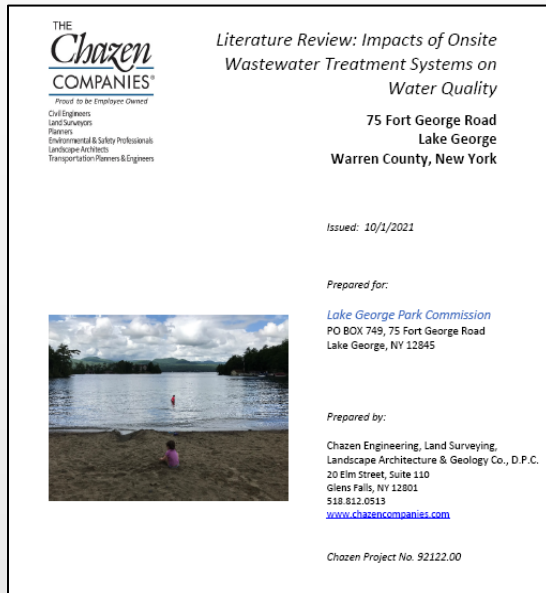 THE
Chazen
COMPANIES®
Proud to be Employee Owned
Civil Engineers
Land Surveyors
Planners
Environmental & Safety Professionals
Landscape Architects
Transportation Planners & Engineers
Literature Review: Impacts of Onsite
Wastewater Treatment Systems on
Water Quality
75 Fort George Road
Lake George
Warren County, New York
Issued: 10/1/2021
Prepared for:
Lake George Park Commission
PO BOX 749, 75 Fort George Road
Lake George, NY 12845
Prepared by:
Chazen Engineering, Land Surveying,
Landscape Architecture & Geology Co., D.P.C.
20 Elm Street, Suite 110
Glens Falls, NY 12801
518.812.0513
www.chazencompanies.com
Chazen Project No. 92122.00